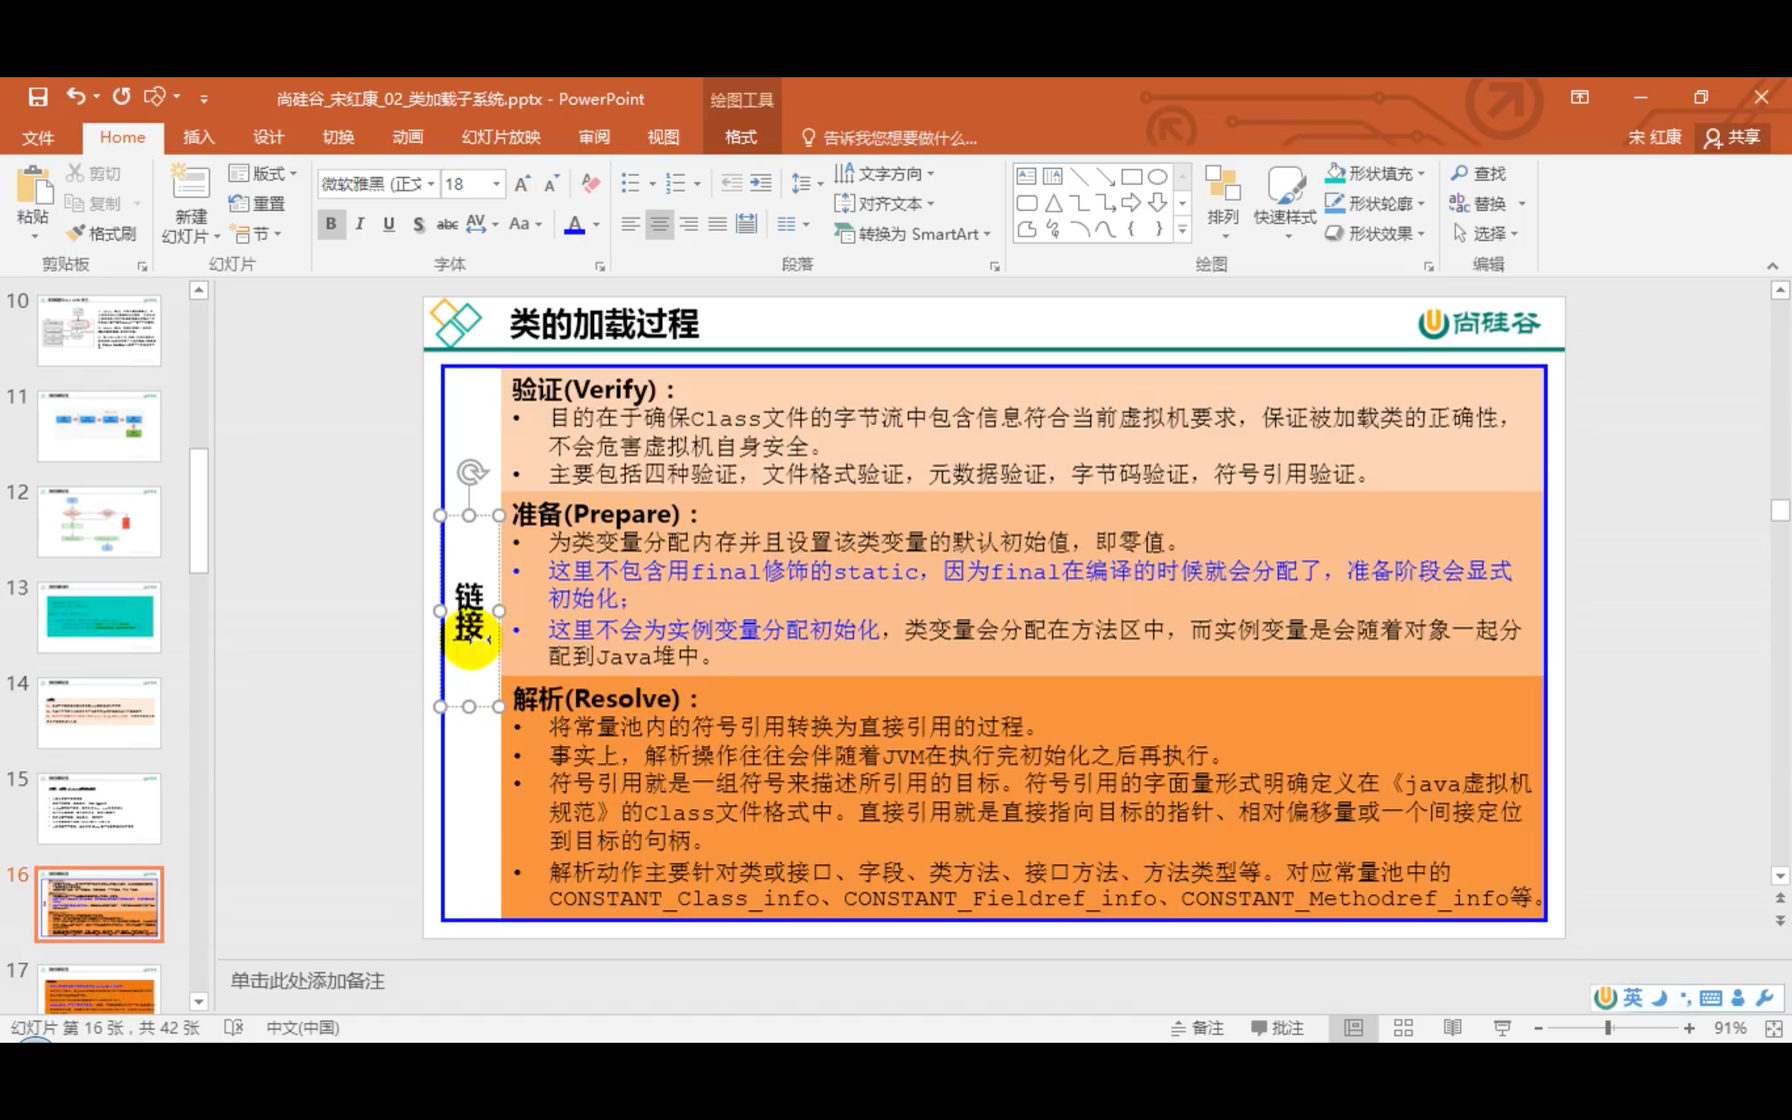 尚硅谷_宋红康_02_类加载子系统.pptx - PowerPoint
绘图工具
文件 Home 插入 设计 切换 动画 幻灯片放映 审阅 视图 格式 告诉我您想要做什么... 宋 红康 共享
剪切
复制
格式刷
粘贴
剪贴板
新建
幻灯片
版式
重置
节
幻灯片
微软雅黑 (正文 18
B I U S abc AV Aa A
字体
文字方向
对齐文本
转换为 SmartArt
段落
排列
快速样式
形状填充
形状轮廓
形状效果
绘图
查找
替换
选择
编辑
10
11
12
13
14
15
16
17
类的加载过程
尚硅谷
链
接
验证(Verify)：
• 目的在于确保Class文件的字节流中包含信息符合当前虚拟机要求，保证被加载类的正确性，
不会危害虚拟机自身安全。
• 主要包括四种验证，文件格式验证，元数据验证，字节码验证，符号引用验证。
准备(Prepare)：
• 为类变量分配内存并且设置该类变量的默认初始值，即零值。
• 这里不包含用final修饰的static，因为final在编译的时候就会分配了，准备阶段会显式
初始化；
• 这里不会为实例变量分配初始化，类变量会分配在方法区中，而实例变量是会随着对象一起分
配到Java堆中。
解析(Resolve)：
• 将常量池内的符号引用转换为直接引用的过程。
• 事实上，解析操作往往会伴随着JVM在执行完初始化之后再执行。
• 符号引用就是一组符号来描述所引用的目标。符号引用的字面量形式明确定义在《java虚拟机
规范》的Class文件格式中。直接引用就是直接指向目标的指针、相对偏移量或一个间接定位
到目标的句柄。
• 解析动作主要针对类或接口、字段、类方法、接口方法、方法类型等。对应常量池中的
CONSTANT_Class_info、CONSTANT_Fieldref_info、CONSTANT_Methodref_info等。
单击此处添加备注
英
幻灯片 第 16 张，共 42 张 中文(中国) 备注 批注 91%